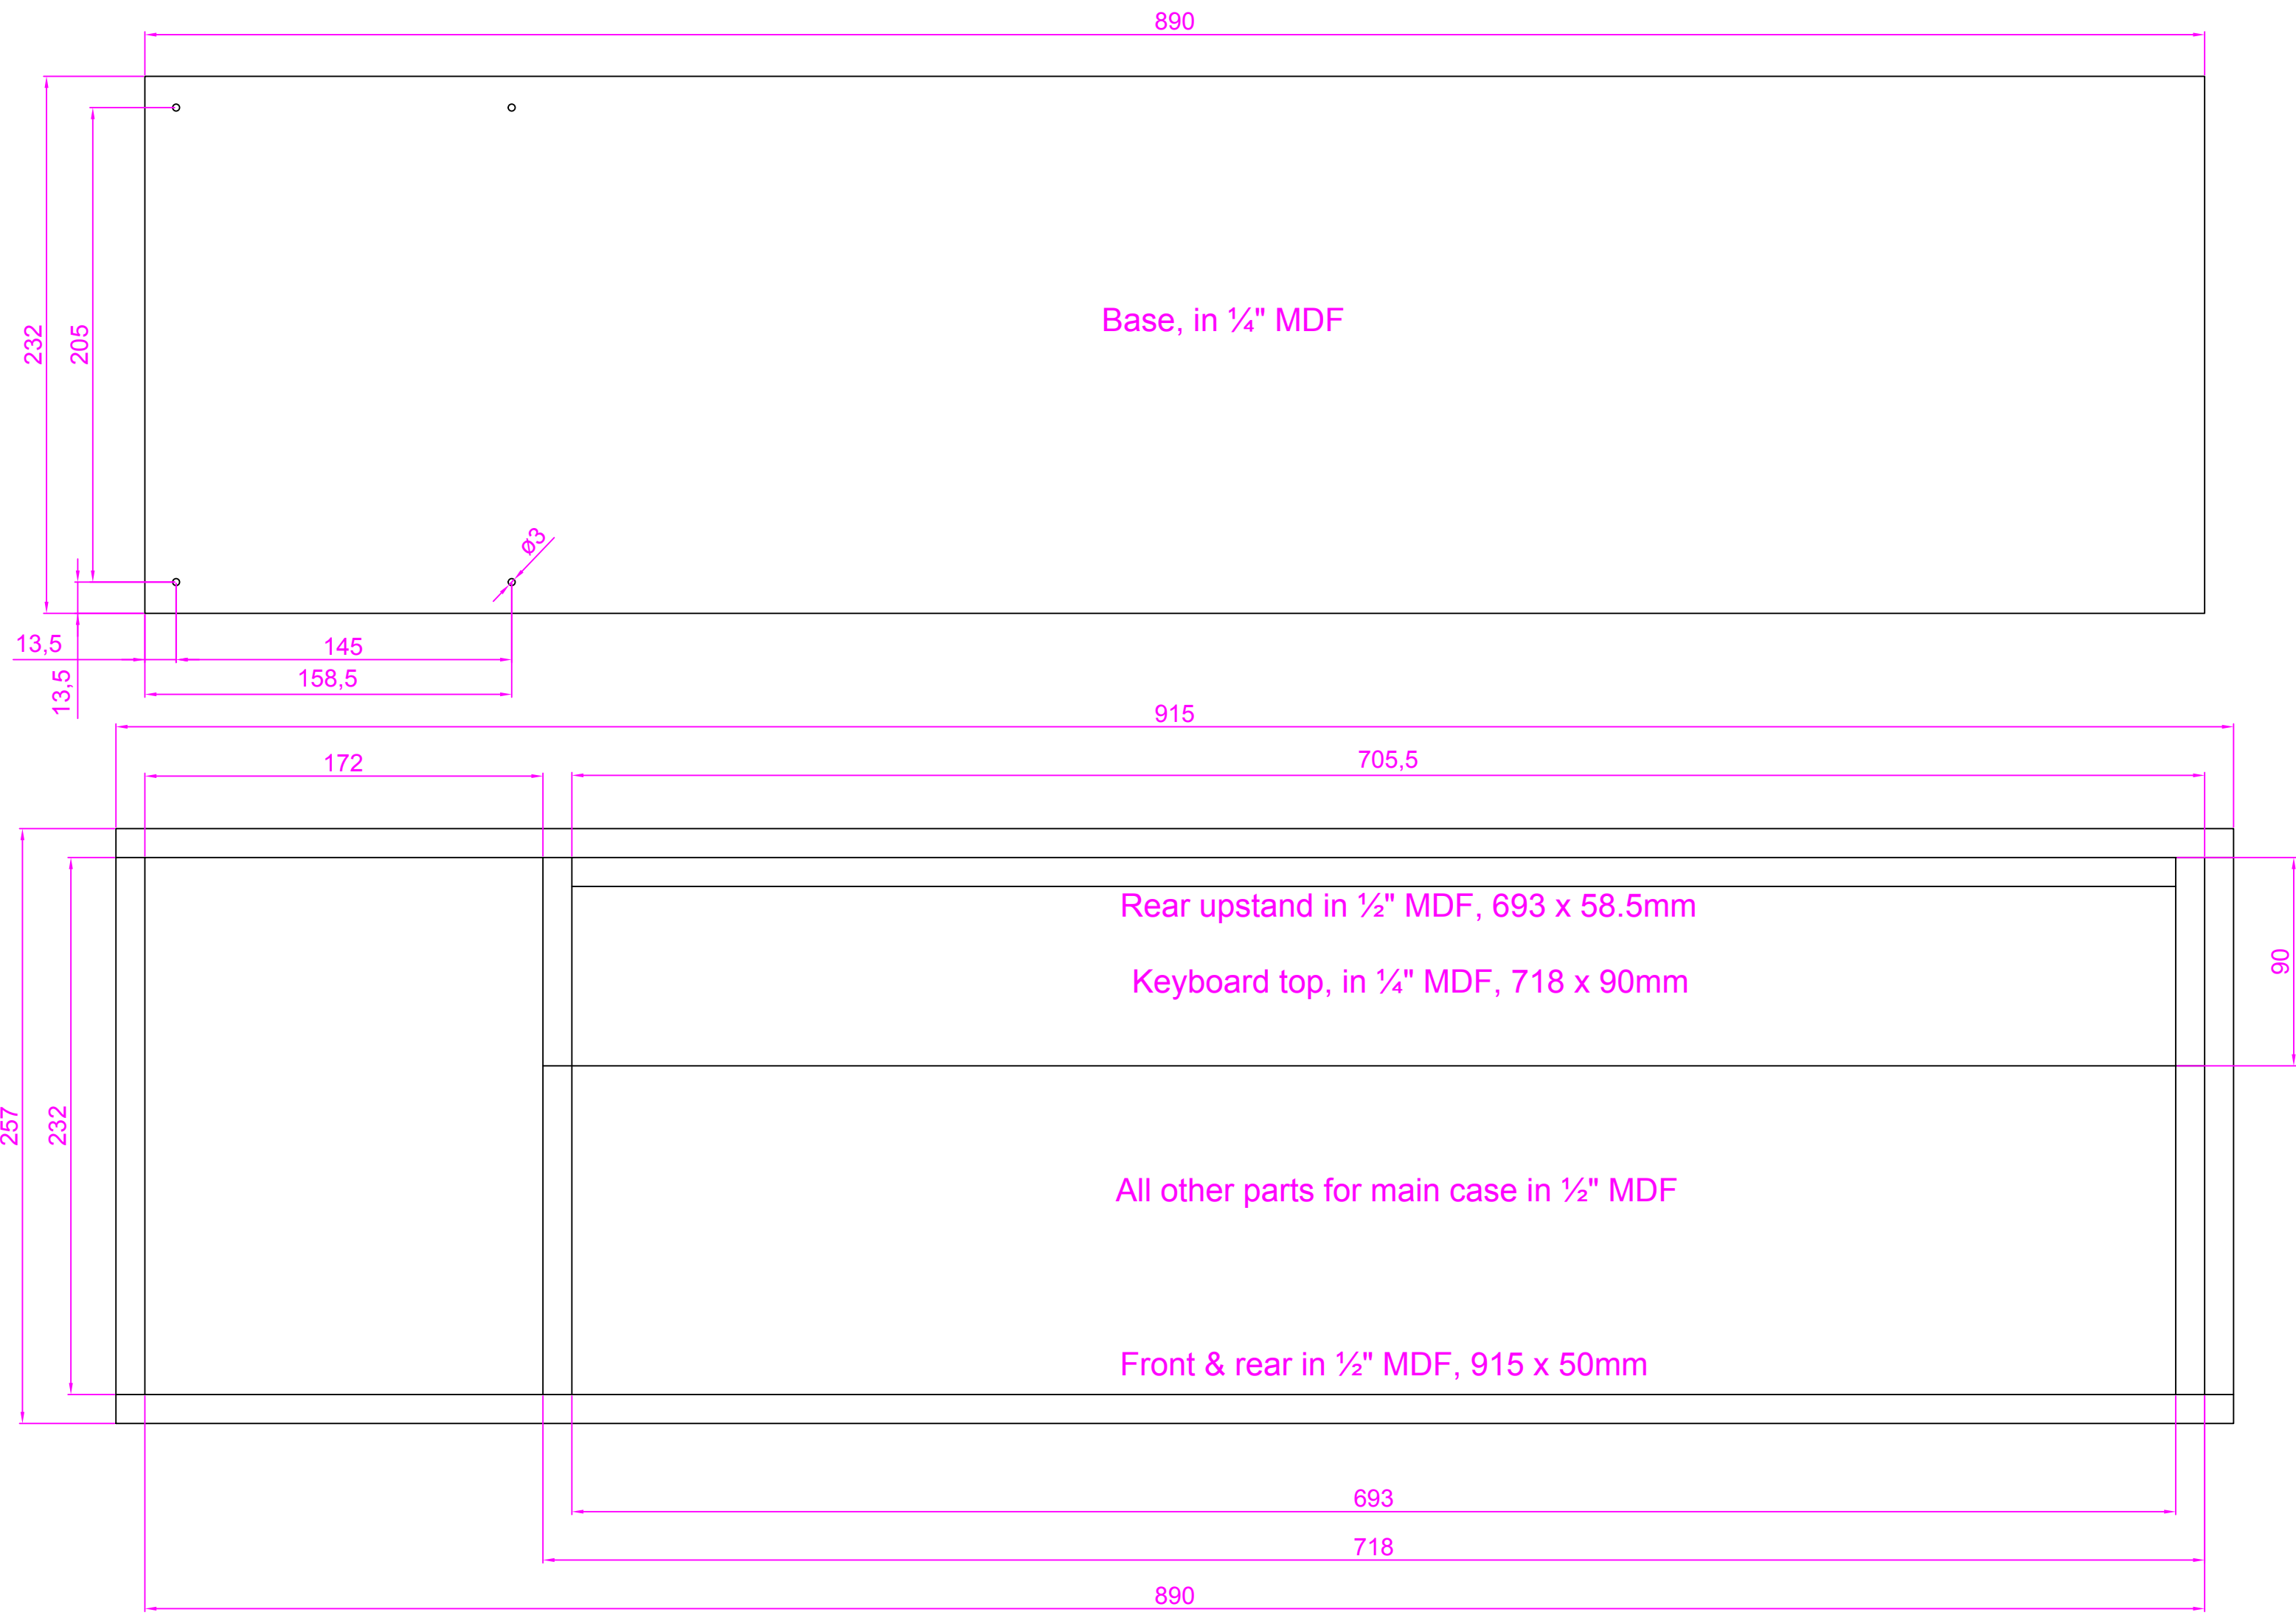 890
232
205
Base, in ¼" MDF
ø3
13,5
145
158,5
13,5
915
172
705,5
Rear upstand in ½" MDF, 693 x 58.5mm
90
Keyboard top, in ¼" MDF, 718 x 90mm
257
232
All other parts for main case in ½" MDF
Front & rear in ½" MDF, 915 x 50mm
693
718
890